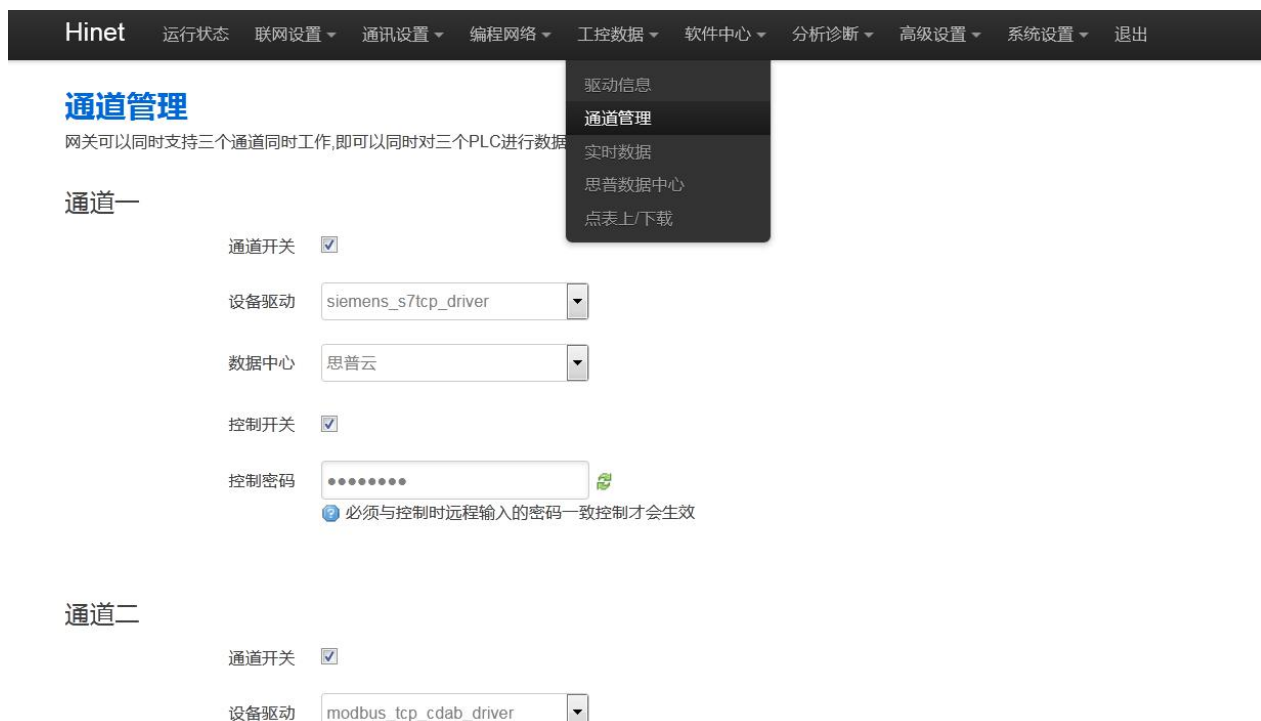 Hinet 运行状态 联网设置 通讯设置 编程网络 工控数据 软件中心 分析诊断 高级设置 系统设置 退出
驱动信息
通道管理
实时数据
思普数据中心
点表上/下载
通道管理
网关可以同时支持三个通道同时工作,即可以同时对三个PLC进行数据
通道一
通道开关
设备驱动 siemens_s7tcp_driver
数据中心 思普云
控制开关
控制密码 ••••••••
必须与控制时远程输入的密码一致控制才会生效
通道二
通道开关
设备驱动 modbus_tcp_cdab_driver